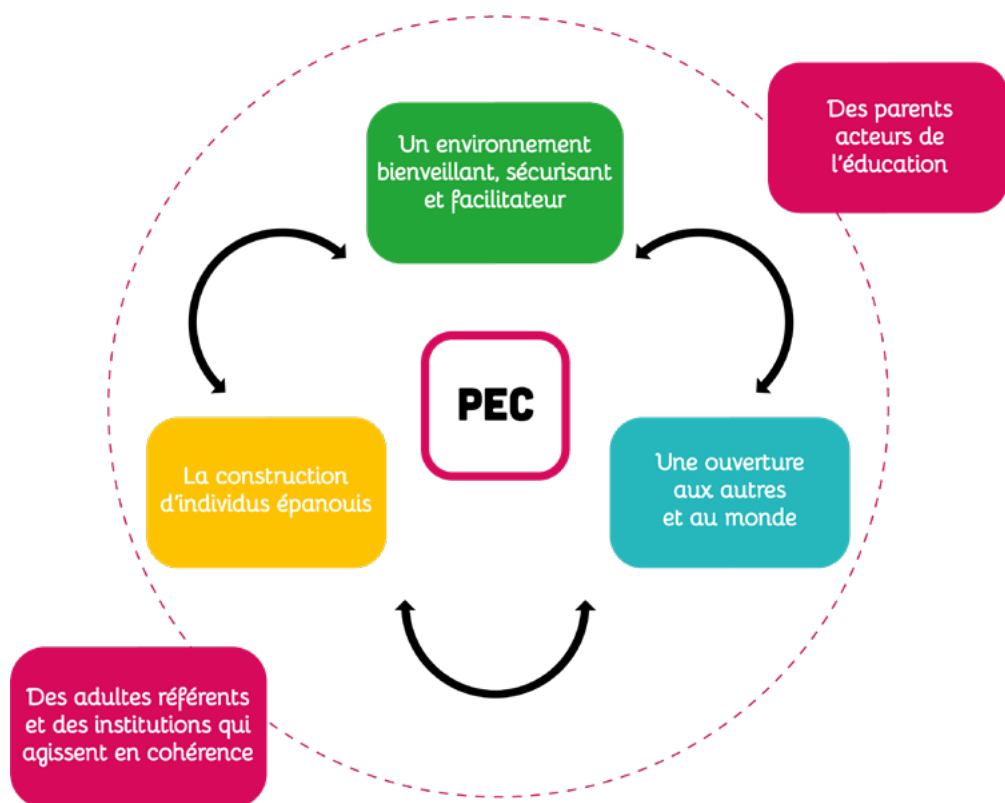 Des parents
acteurs de
l'éducation
Un environnement
bienveillant, sécurisant
et facilitateur
PEC
La construction
d'individus épanouis
Une ouverture
aux autres
et au monde
Des adultes référents
et des institutions qui
agissent en cohérence